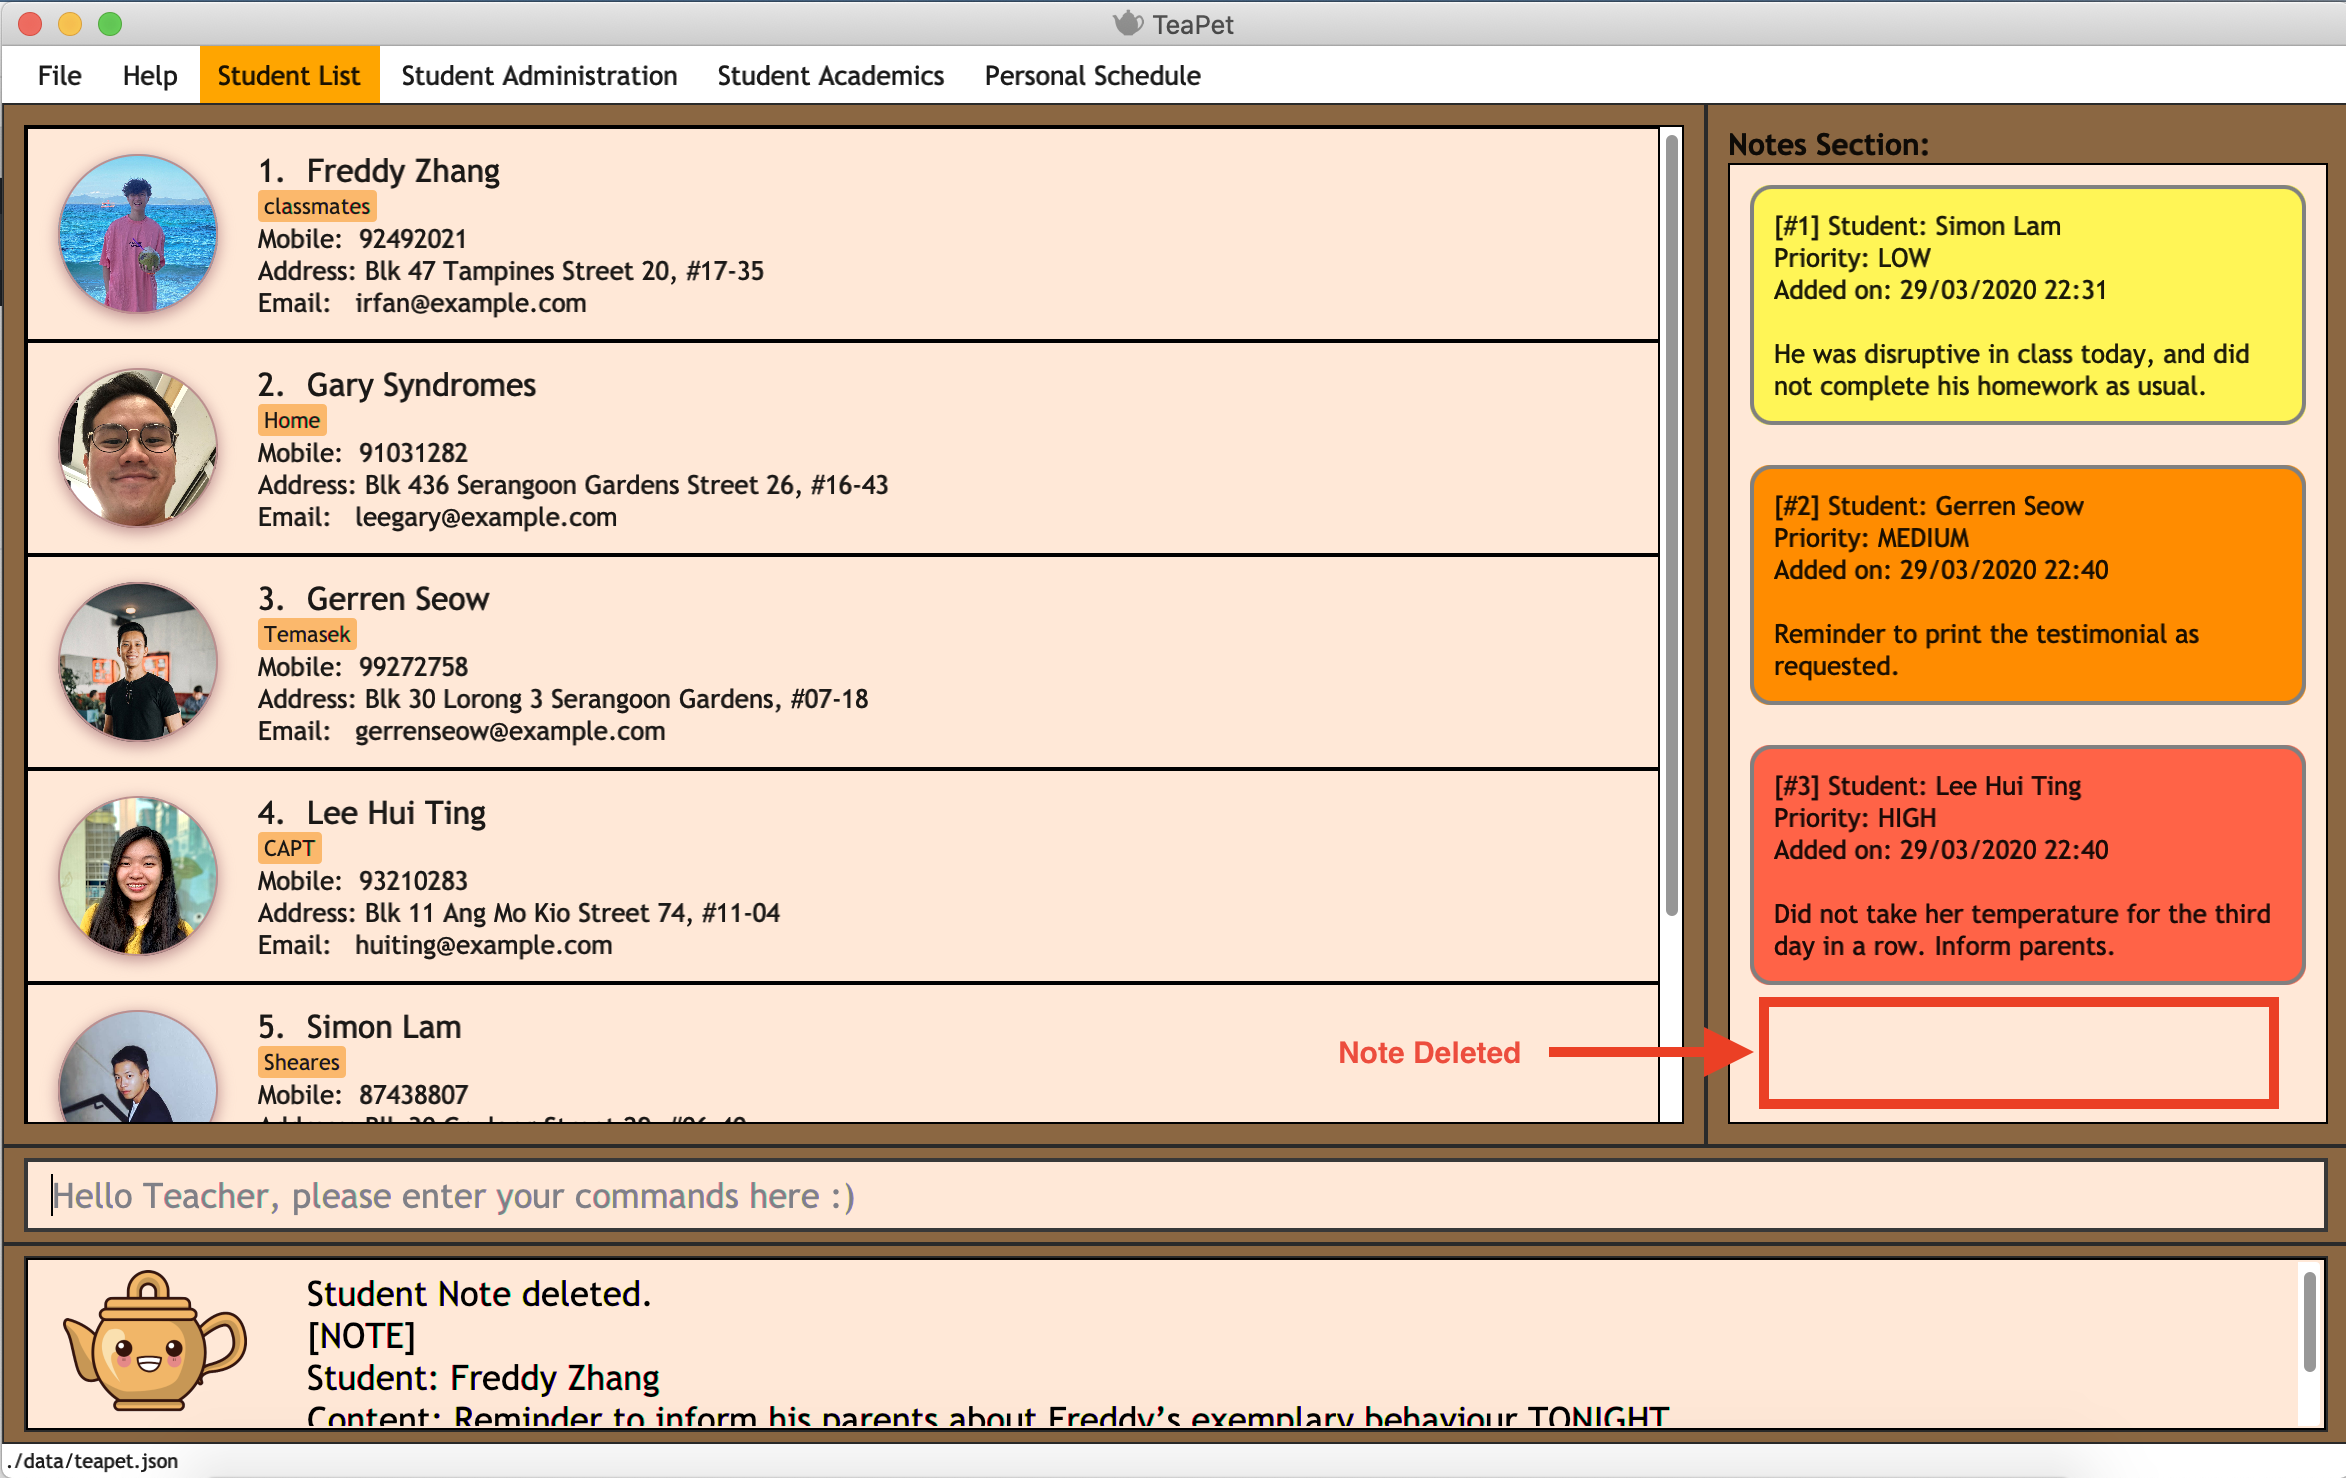 TeaPet
File Help Student List Student Administration Student Academics Personal Schedule
1. Freddy Zhang
classmates
Mobile: 92492021
Address: Blk 47 Tampines Street 20, #17-35
Email: irfan@example.com
2. Gary Syndromes
Home
Mobile: 91031282
Address: Blk 436 Serangoon Gardens Street 26, #16-43
Email: leegary@example.com
3. Gerren Seow
Temasek
Mobile: 99272758
Address: Blk 30 Lorong 3 Serangoon Gardens, #07-18
Email: gerrenseow@example.com
4. Lee Hui Ting
CAPT
Mobile: 93210283
Address: Blk 11 Ang Mo Kio Street 74, #11-04
Email: huiting@example.com
5. Simon Lam
Sheares
Mobile: 87438807
Notes Section:
[#1] Student: Simon Lam
Priority: LOW
Added on: 29/03/2020 22:31
He was disruptive in class today, and did
not complete his homework as usual.
[#2] Student: Gerren Seow
Priority: MEDIUM
Added on: 29/03/2020 22:40
Reminder to print the testimonial as
requested.
[#3] Student: Lee Hui Ting
Priority: HIGH
Added on: 29/03/2020 22:40
Did not take her temperature for the third
day in a row. Inform parents.
Note Deleted
Hello Teacher, please enter your commands here :)
Student Note deleted.
[NOTE]
Student: Freddy Zhang
Content: Reminder to inform his parents about Freddy's exemplary behaviour TONIGHT
./data/teapet.json